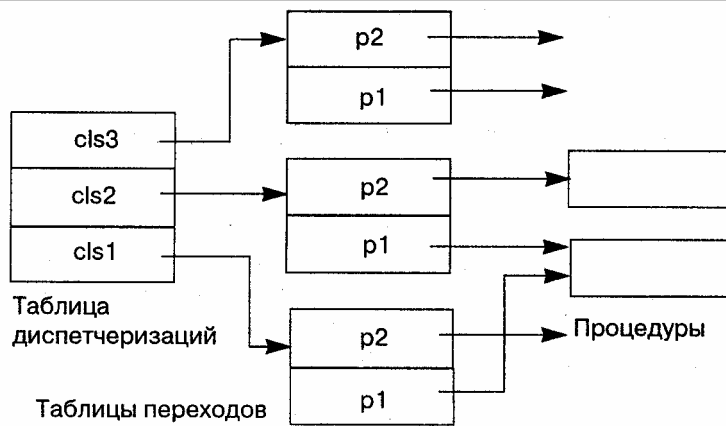 p2
p1
cls3
cls2
cls1
p2
p1
Таблица
диспетчеризаций
p2
p1
Процедуры
Таблицы переходов